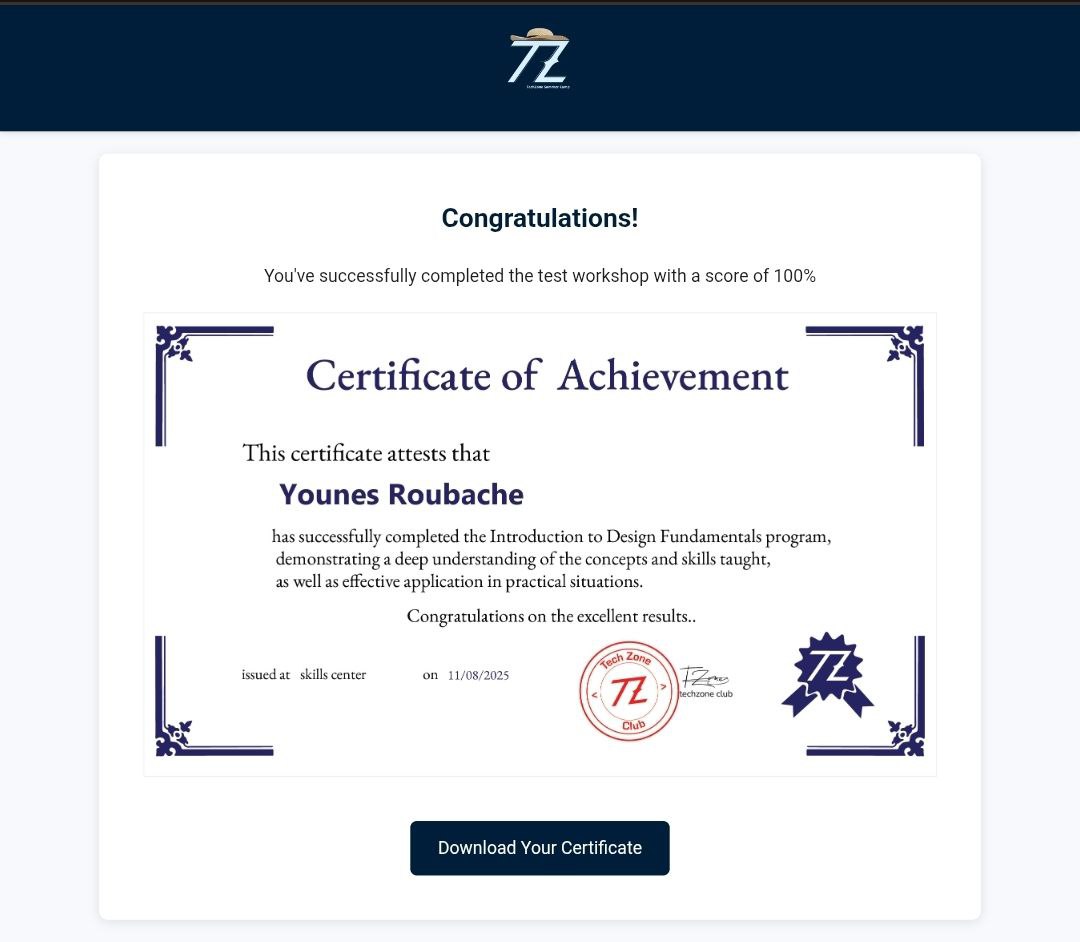 TZ
TechZone Summer Camp
Congratulations!
You've successfully completed the test workshop with a score of 100%
Certificate of Achievement
This certificate attests that
Younes Roubache
has successfully completed the Introduction to Design Fundamentals program,
demonstrating a deep understanding of the concepts and skills taught,
as well as effective application in practical situations.
Congratulations on the excellent results..
issued at skills center on 11/08/2025
Tech Zone
< TZ >
Club
techzone club
TZ
Download Your Certificate